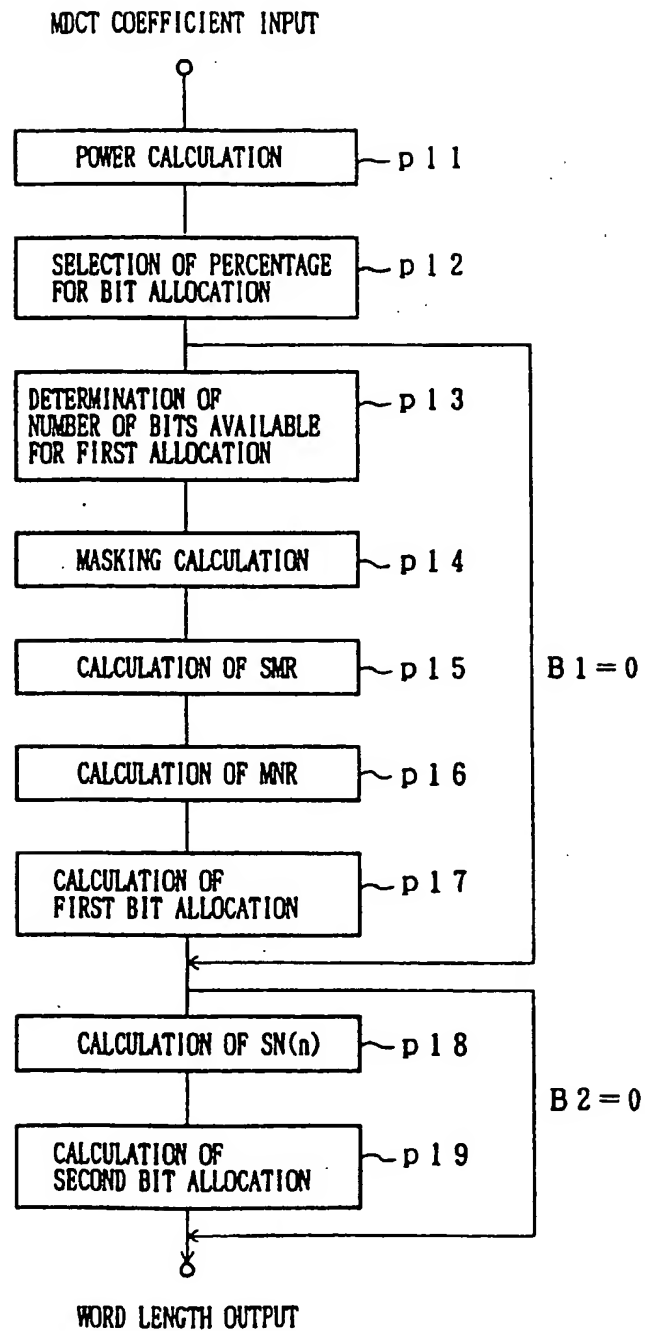 MDCT COEFFICIENT INPUT
POWER CALCULATION
p11
SELECTION OF PERCENTAGE
FOR BIT ALLOCATION
p12
DETERMINATION OF
NUMBER OF BITS AVAILABLE
FOR FIRST ALLOCATION
p13
MASKING CALCULATION
p14
CALCULATION OF SMR
p15
B1=0
CALCULATION OF MNR
p16
CALCULATION OF
FIRST BIT ALLOCATION
p17
CALCULATION OF SN(n)
p18
B2=0
CALCULATION OF
SECOND BIT ALLOCATION
p19
WORD LENGTH OUTPUT